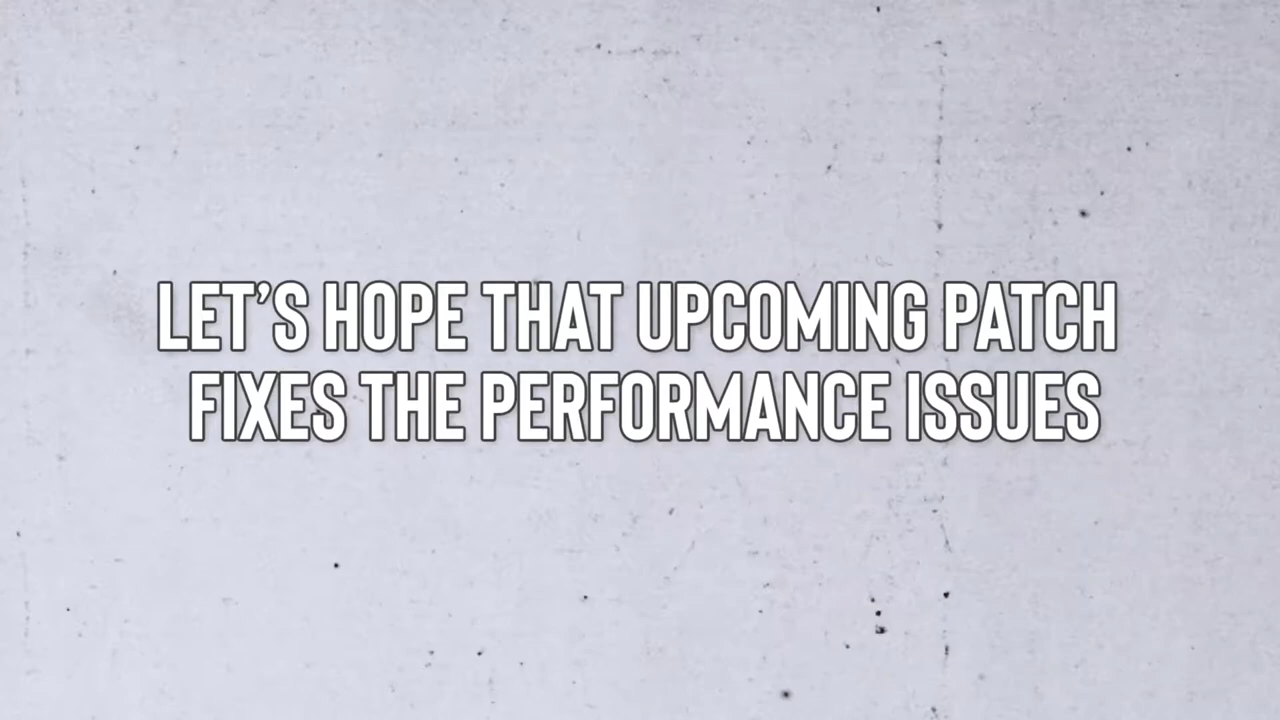 LET’S HOPE THAT UPCOMING PATCH
FIXES THE PERFORMANCE ISSUES